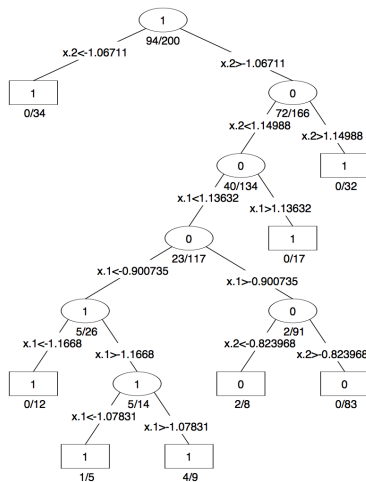 1
94/200
x.2<-1.06711
x.2>-1.06711
1
0/34
0
72/166
x.2<1.14988
x.2>1.14988
0
40/134
1
0/32
x.1<1.13632
x.1>1.13632
0
23/117
1
0/17
x.1<-0.900735
x.1>-0.900735
1
5/26
0
2/91
x.1<-1.1668
x.1>-1.1668
x.2<-0.823968
x.2>-0.823968
1
0/12
1
5/14
0
2/8
0
0/83
x.1<-1.07831
x.1>-1.07831
1
1/5
1
4/9